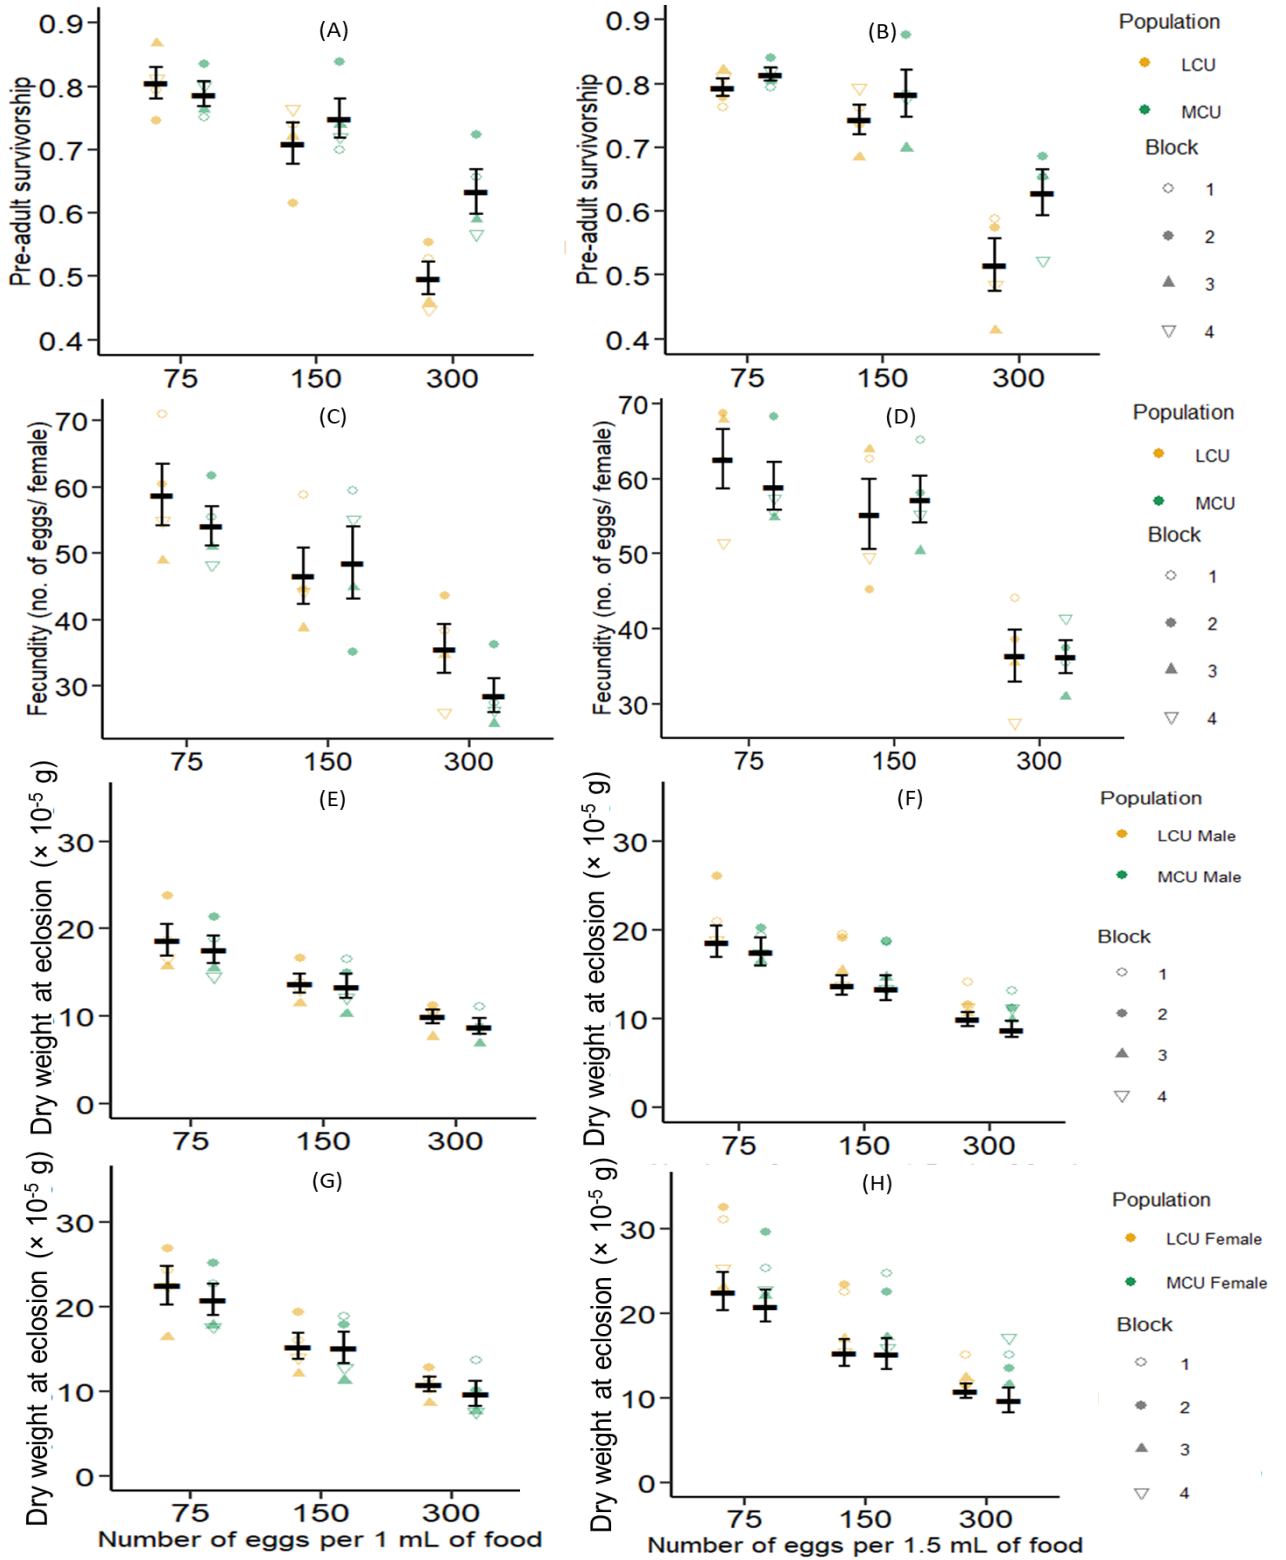 (A)
Pre-adult survivorship
0.9
0.8
0.7
0.6
0.5
0.4
75 150 300
(B)
Pre-adult survivorship
0.9
0.8
0.7
0.6
0.5
0.4
75 150 300
Population
LCU
MCU
Block
1
2
3
4
(C)
Fecundity (no. of eggs/ female)
70
60
50
40
30
75 150 300
(D)
Fecundity (no. of eggs/ female)
70
60
50
40
30
75 150 300
Population
LCU
MCU
Block
1
2
3
4
(E)
Dry weight at eclosion (× 10⁻⁵ g)
30
20
10
0
75 150 300
(F)
Dry weight at eclosion (× 10⁻⁵ g)
30
20
10
0
75 150 300
Population
LCU Male
MCU Male
Block
1
2
3
4
(G)
Dry weight at eclosion (× 10⁻⁵ g)
30
20
10
0
75 150 300
Number of eggs per 1 mL of food
(H)
Dry weight at eclosion (× 10⁻⁵ g)
30
20
10
0
75 150 300
Number of eggs per 1.5 mL of food
Population
LCU Female
MCU Female
Block
1
2
3
4